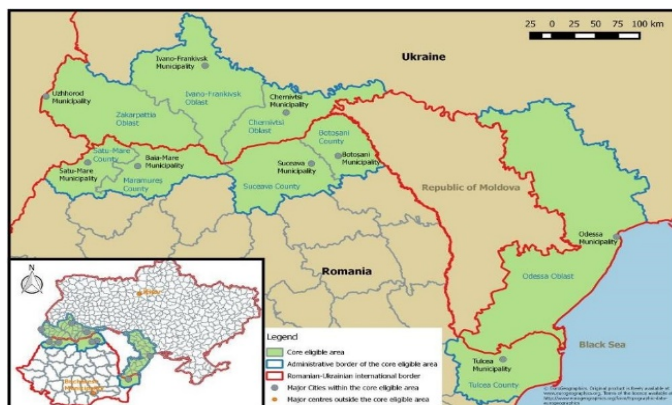 25 0 25 50 75 100
km
Ukraine
Ivano-Frankivsk
Municipality
Ivano-Frankivsk
Oblast
Uzhhorod
Municipality
Zakarpattia
Oblast
Chernivtsi
Municipality
Chernivtsi
Oblast
Botoșani
County
Botoșani
Municipality
Satu-Mare
County
Satu-Mare
Municipality
Baia-Mare
Municipality
Maramureș
County
Suceava
Municipality
Suceava County
Republic of Moldova
Odessa
Municipality
Odessa Oblast
Romania
Black Sea
Tulcea
Municipality
Tulcea County
N
Legend
Core eligible area
Administrative border of the core eligible area
Romanian-Ukrainian international border
Major Cities within the core eligible area
Major centres outside the core eligible area